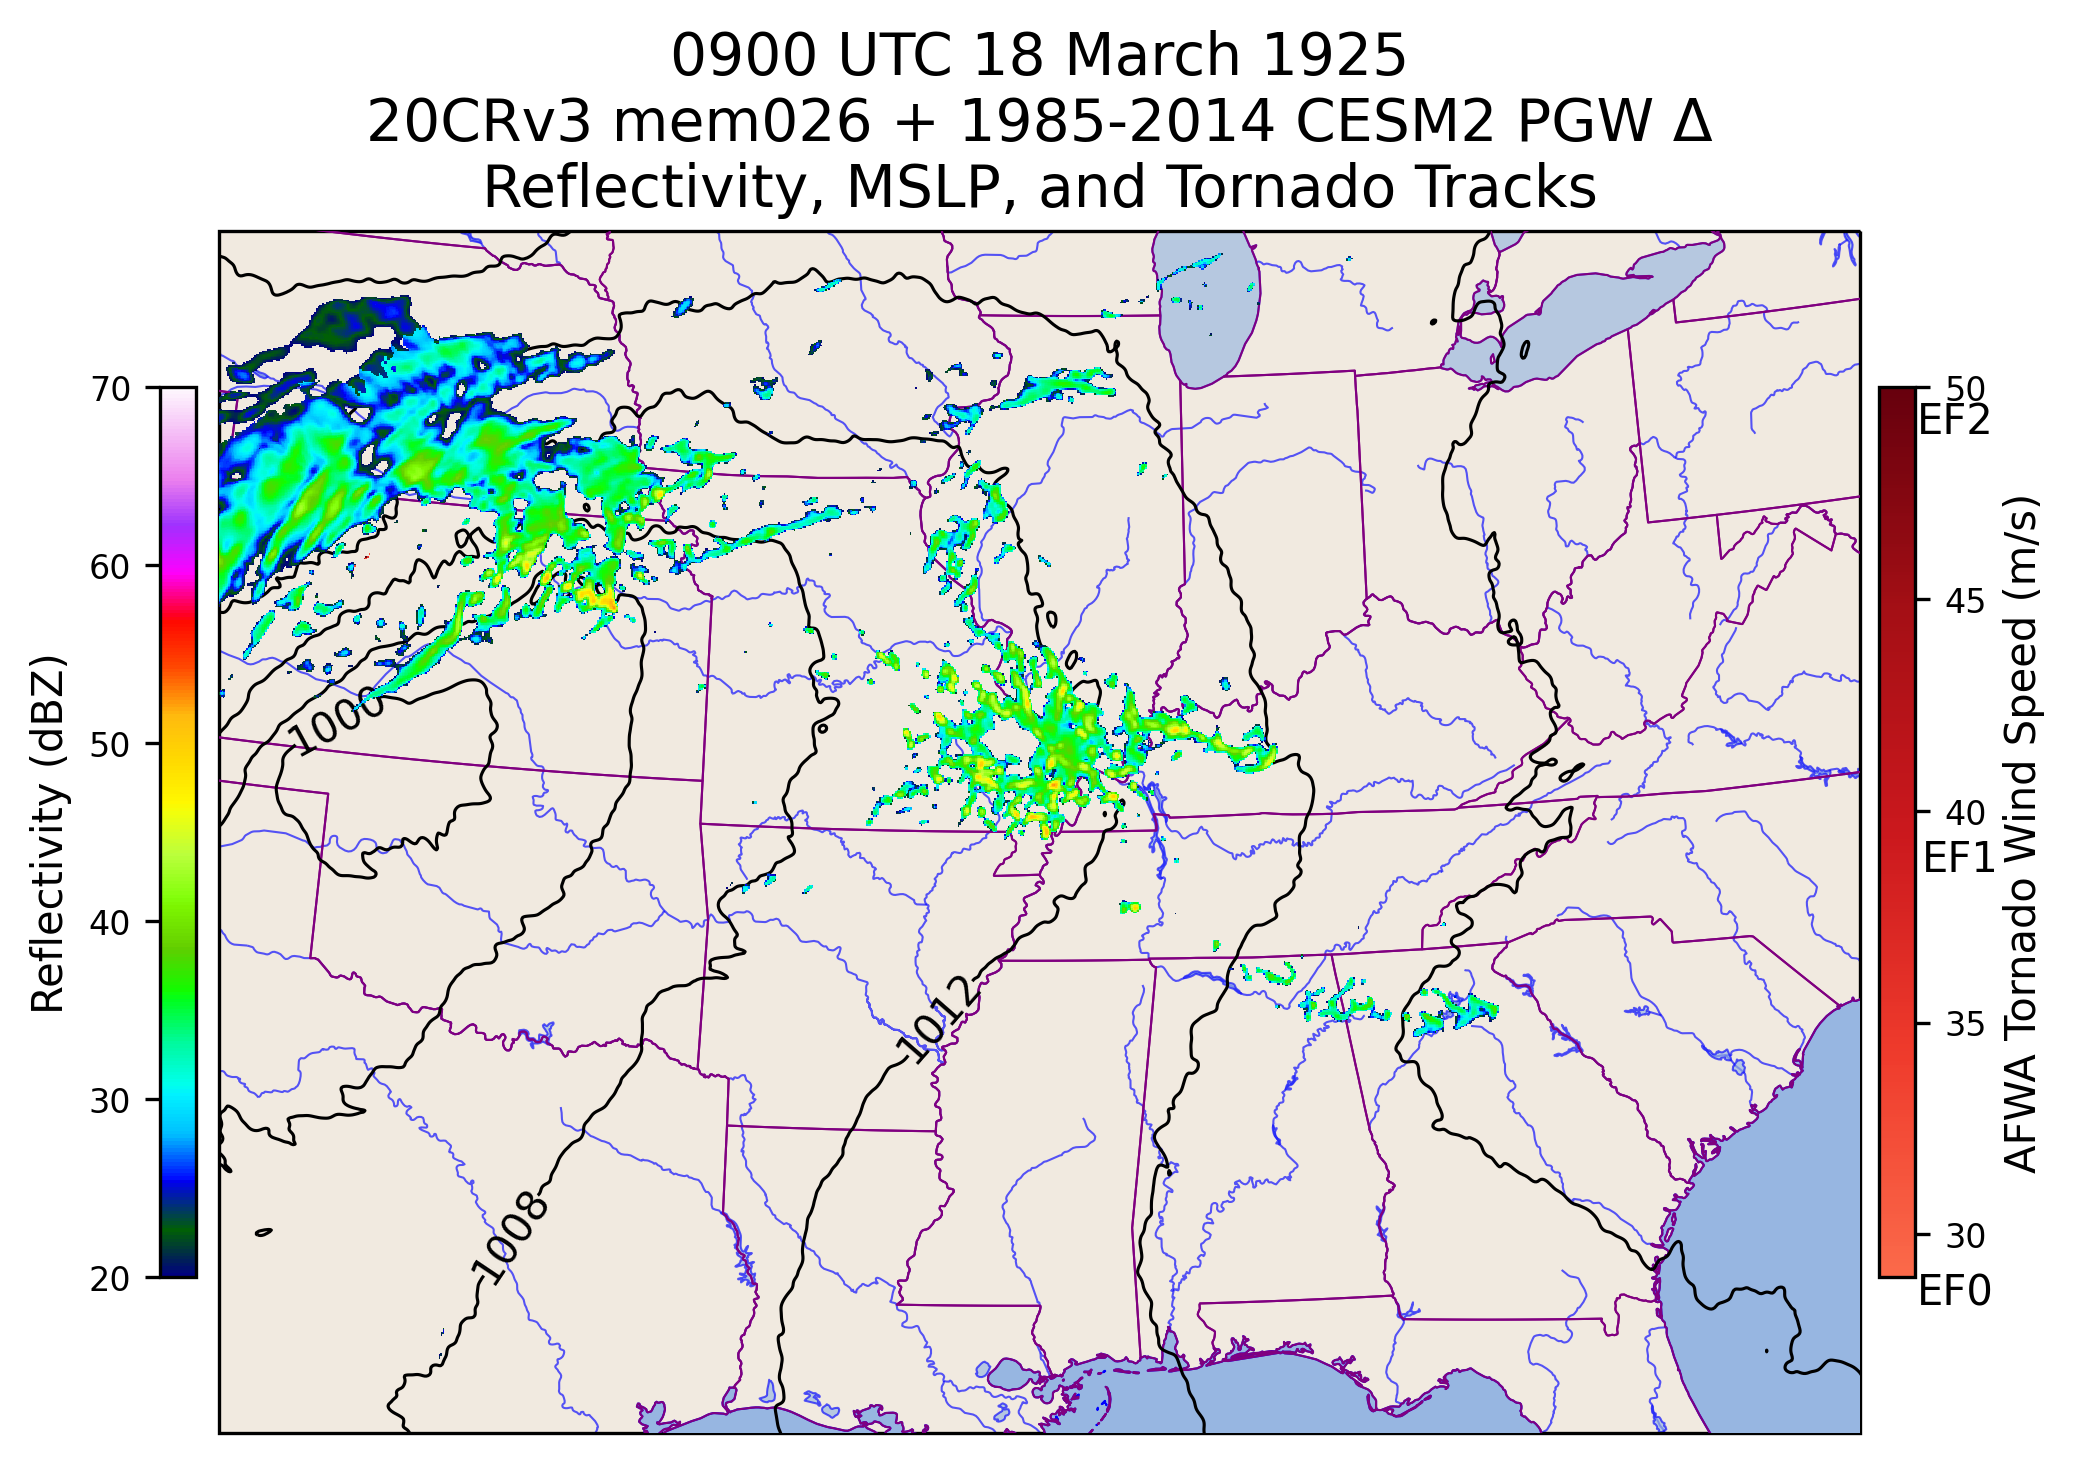 0900 UTC 18 March 1925
20CRv3 mem026 + 1985-2014 CESM2 PGW Δ
Reflectivity, MSLP, and Tornado Tracks
70
60
50
40
30
20
Reflectivity (dBZ)
1000
1012
1008
50
EF2
45
40
EF1
35
30
EF0
AFWA Tornado Wind Speed (m/s)